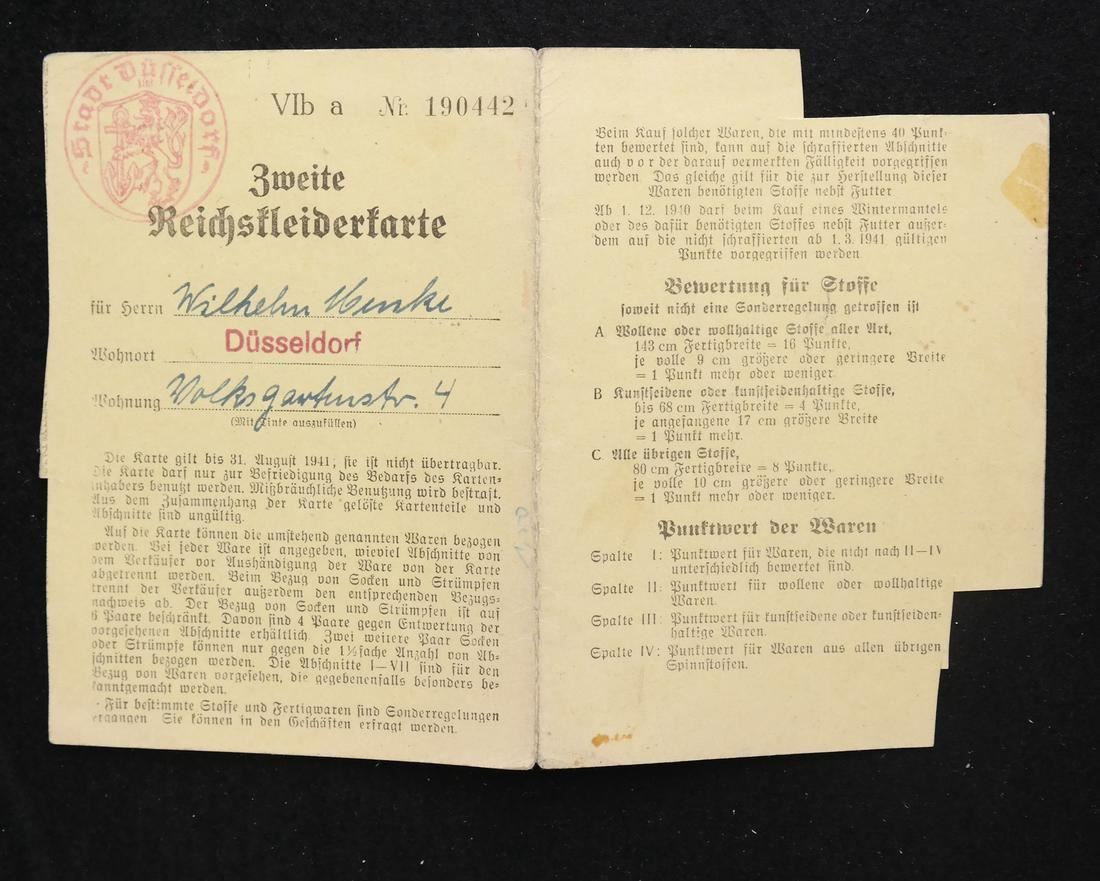 Stadt Düsseldorf
VIb a Nr. 190442
Zweite
Reichskleiderkarte
für Herrn Wilhelm Menke
Wohnort Düsseldorf
Wohnung Volksgartenstr. 4
(Mit Tinte auszufüllen)
Die Karte gilt bis 31. August 1941; sie ist nicht übertragbar.
Die Karte darf nur zur Befriedigung des Bedarfs des Karten-
inhabers benutzt werden. Mißbräuchliche Benutzung wird bestraft.
Aus dem Zusammenhang der Karte gelöste Kartenteile und
Abschnitte sind ungültig.
Auf die Karte können die umstehend genannten Waren bezogen
werden. Bei jeder Ware ist angegeben, wieviel Abschnitte von
dem Verkäufer vor Aushändigung der Ware von der Karte
abgetrennt werden. Beim Bezug von Socken und Strümpfen
trennt der Verkäufer außerdem den entsprechenden Bezugs-
nachweis ab. Der Bezug von Socken und Strümpfen ist auf
6 Paare beschränkt. Davon sind 4 Paare gegen Entwertung der
vorgesehenen Abschnitte erhältlich. Zwei weitere Paar Socken
oder Strümpfe können nur gegen die 1½fache Anzahl von Ab-
schnitten bezogen werden. Die Abschnitte I—VII sind für den
Bezug von Waren vorgesehen, die gegebenenfalls besonders be-
kanntgemacht werden.
Für bestimmte Stoffe und Fertigwaren sind Sonderregelungen
ergangen. Sie können in den Geschäften erfragt werden.
Beim Kauf solcher Waren, die mit mindestens 40 Punk-
ten bewertet sind, kann auf die schraffierten Abschnitte
auch vor der darauf vermerkten Fälligkeit vorgegriffen
werden. Das gleiche gilt für die zur Herstellung dieser
Waren benötigten Stoffe nebst Futter.
Ab 1. 12. 1940 darf beim Kauf eines Wintermantels
oder des dafür benötigten Stoffes nebst Futter außer-
dem auf die nicht schraffierten ab 1. 3. 1941 gültigen
Punkte vorgegriffen werden.
Bewertung für Stoffe
soweit nicht eine Sonderregelung getroffen ist
A Wollene oder wollhaltige Stoffe aller Art,
143 cm Fertigbreite = 16 Punkte,
je volle 9 cm größere oder geringere Breite
= 1 Punkt mehr oder weniger.
B Kunstseidene oder kunstseidenhaltige Stoffe,
bis 68 cm Fertigbreite = 4 Punkte,
je angefangene 17 cm größere Breite
= 1 Punkt mehr.
C Alle übrigen Stoffe,
80 cm Fertigbreite = 8 Punkte,
je volle 10 cm größere oder geringere Breite
= 1 Punkt mehr oder weniger.
Punktwert der Waren
Spalte I: Punktwert für Waren, die nicht nach II—IV
unterschiedlich bewertet sind.
Spalte II: Punktwert für wollene oder wollhaltige
Waren.
Spalte III: Punktwert für kunstseidene oder kunstseiden-
haltige Waren.
Spalte IV: Punktwert für Waren aus allen übrigen
Spinnstoffen.